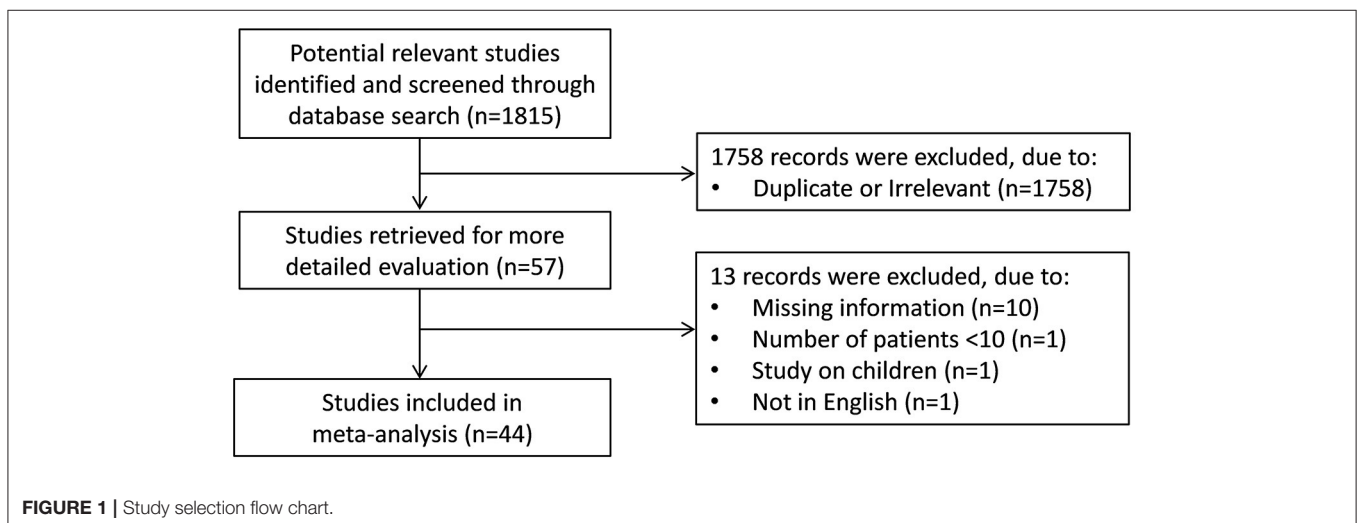 Potential relevant studies
identified and screened through
database search (n=1815)
1758 records were excluded, due to:
• Duplicate or Irrelevant (n=1758)
Studies retrieved for more
detailed evaluation (n=57)
13 records were excluded, due to:
• Missing information (n=10)
• Number of patients <10 (n=1)
• Study on children (n=1)
• Not in English (n=1)
Studies included in
meta-analysis (n=44)
FIGURE 1 | Study selection flow chart.